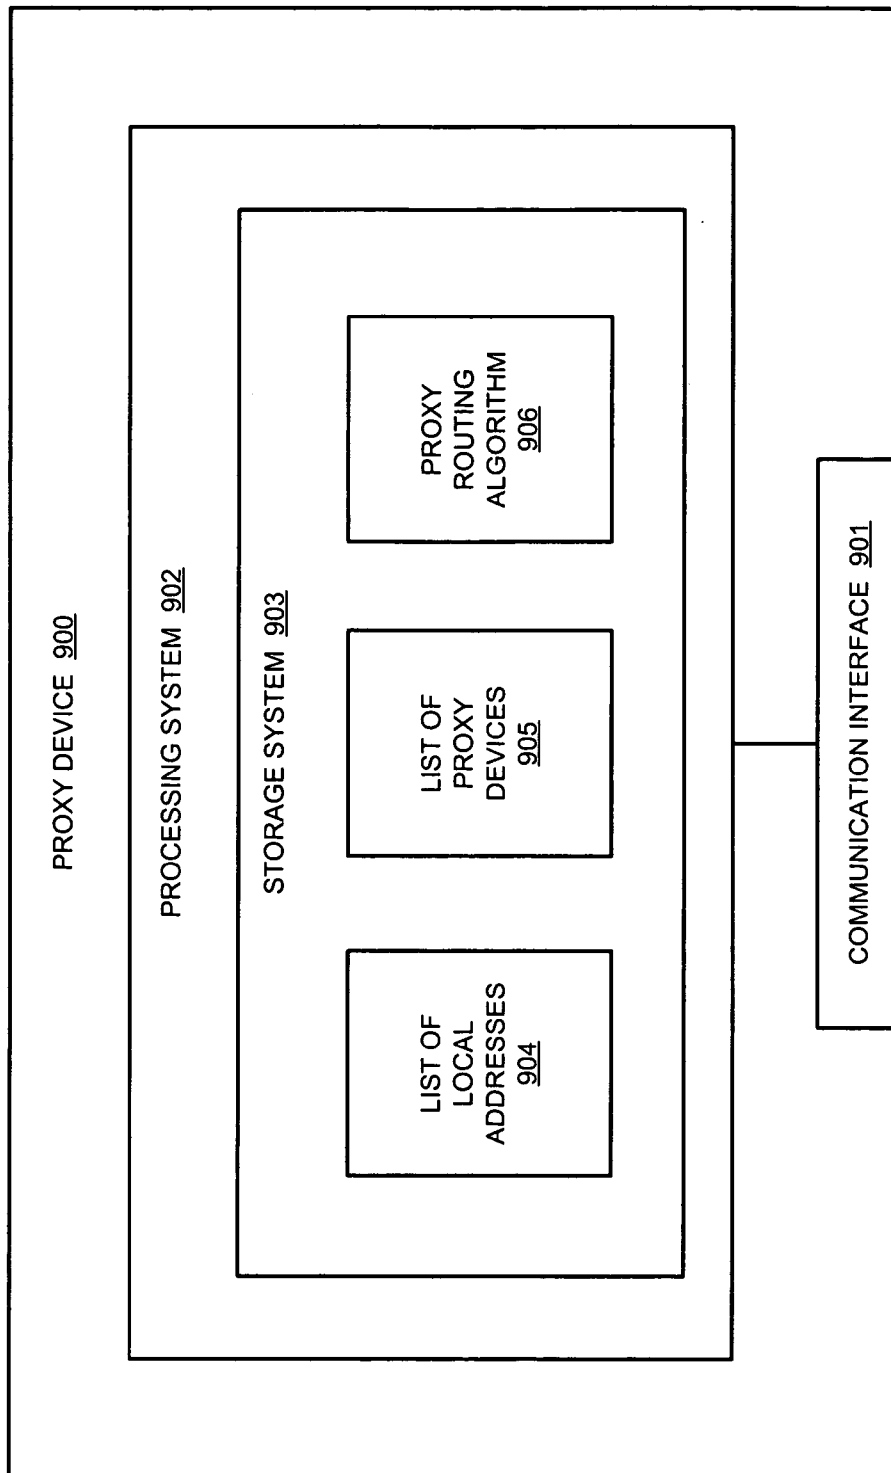 PROXY DEVICE 900
PROCESSING SYSTEM 902
STORAGE SYSTEM 903
LIST OF
LOCAL
ADDRESSES
904
LIST OF
PROXY
DEVICES
905
PROXY
ROUTING
ALGORITHM
906
COMMUNICATION INTERFACE 901